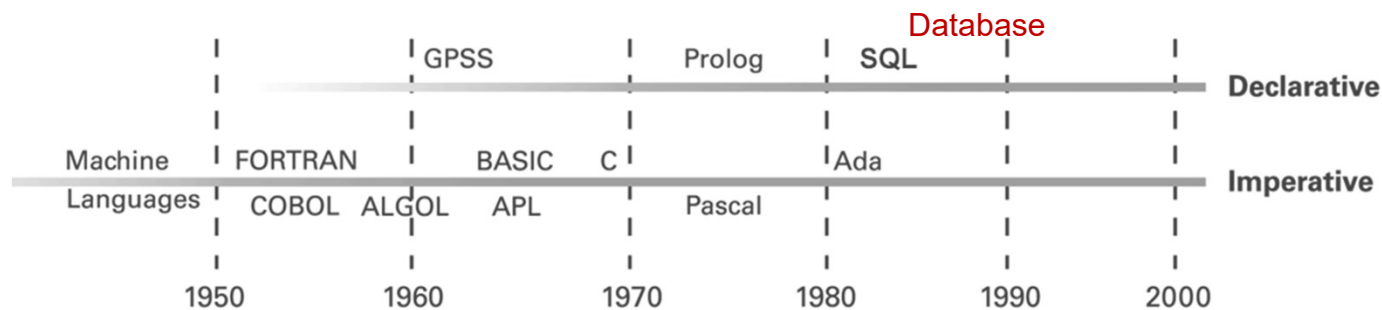 Database
GPSS Prolog SQL
Declarative
Machine FORTRAN BASIC C Ada
Imperative
Languages COBOL ALGOL APL Pascal
1950 1960 1970 1980 1990 2000